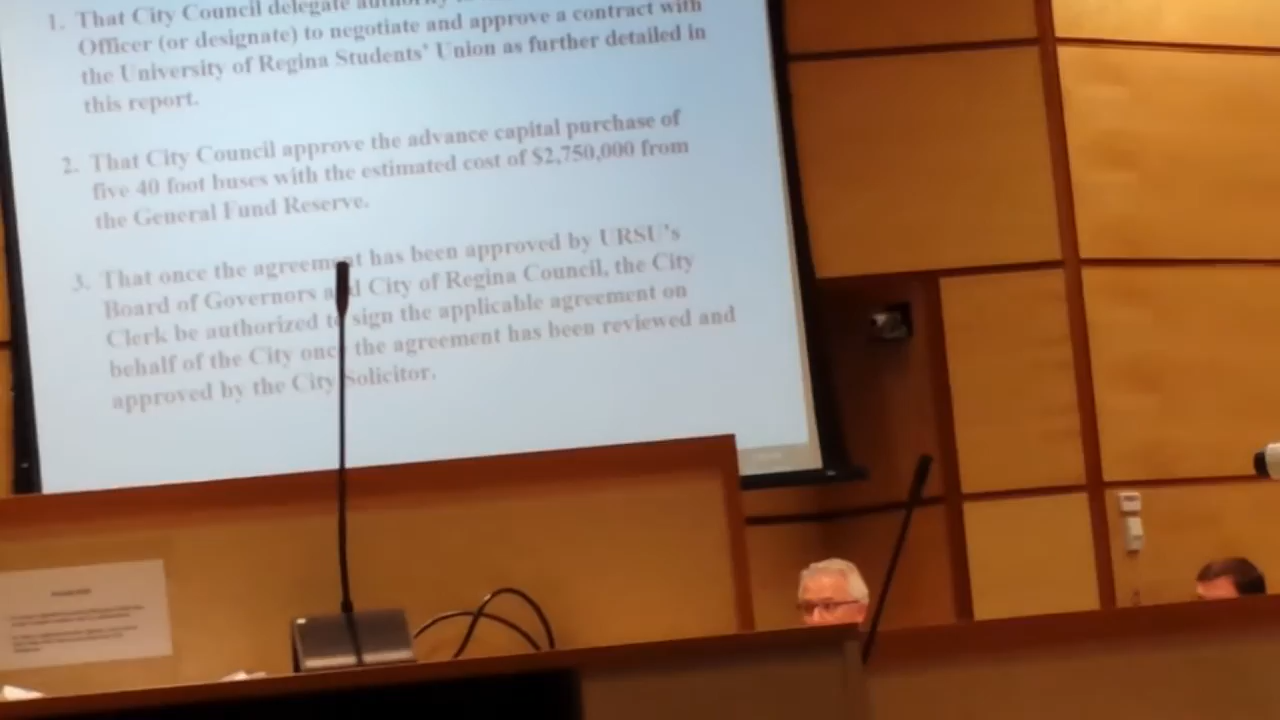 1. That City Council delegate authority
Officer (or designate) to negotiate and approve a contract with
the University of Regina Students' Union as further detailed in
this report.
2. That City Council approve the advance capital purchase of
five 40 foot buses with the estimated cost of $2,750,000 from
the General Fund Reserve.
3. That once the agreement has been approved by URSU's
Board of Governors and City of Regina Council, the City
Clerk be authorized to sign the applicable agreement on
behalf of the City once the agreement has been reviewed and
approved by the City Solicitor.